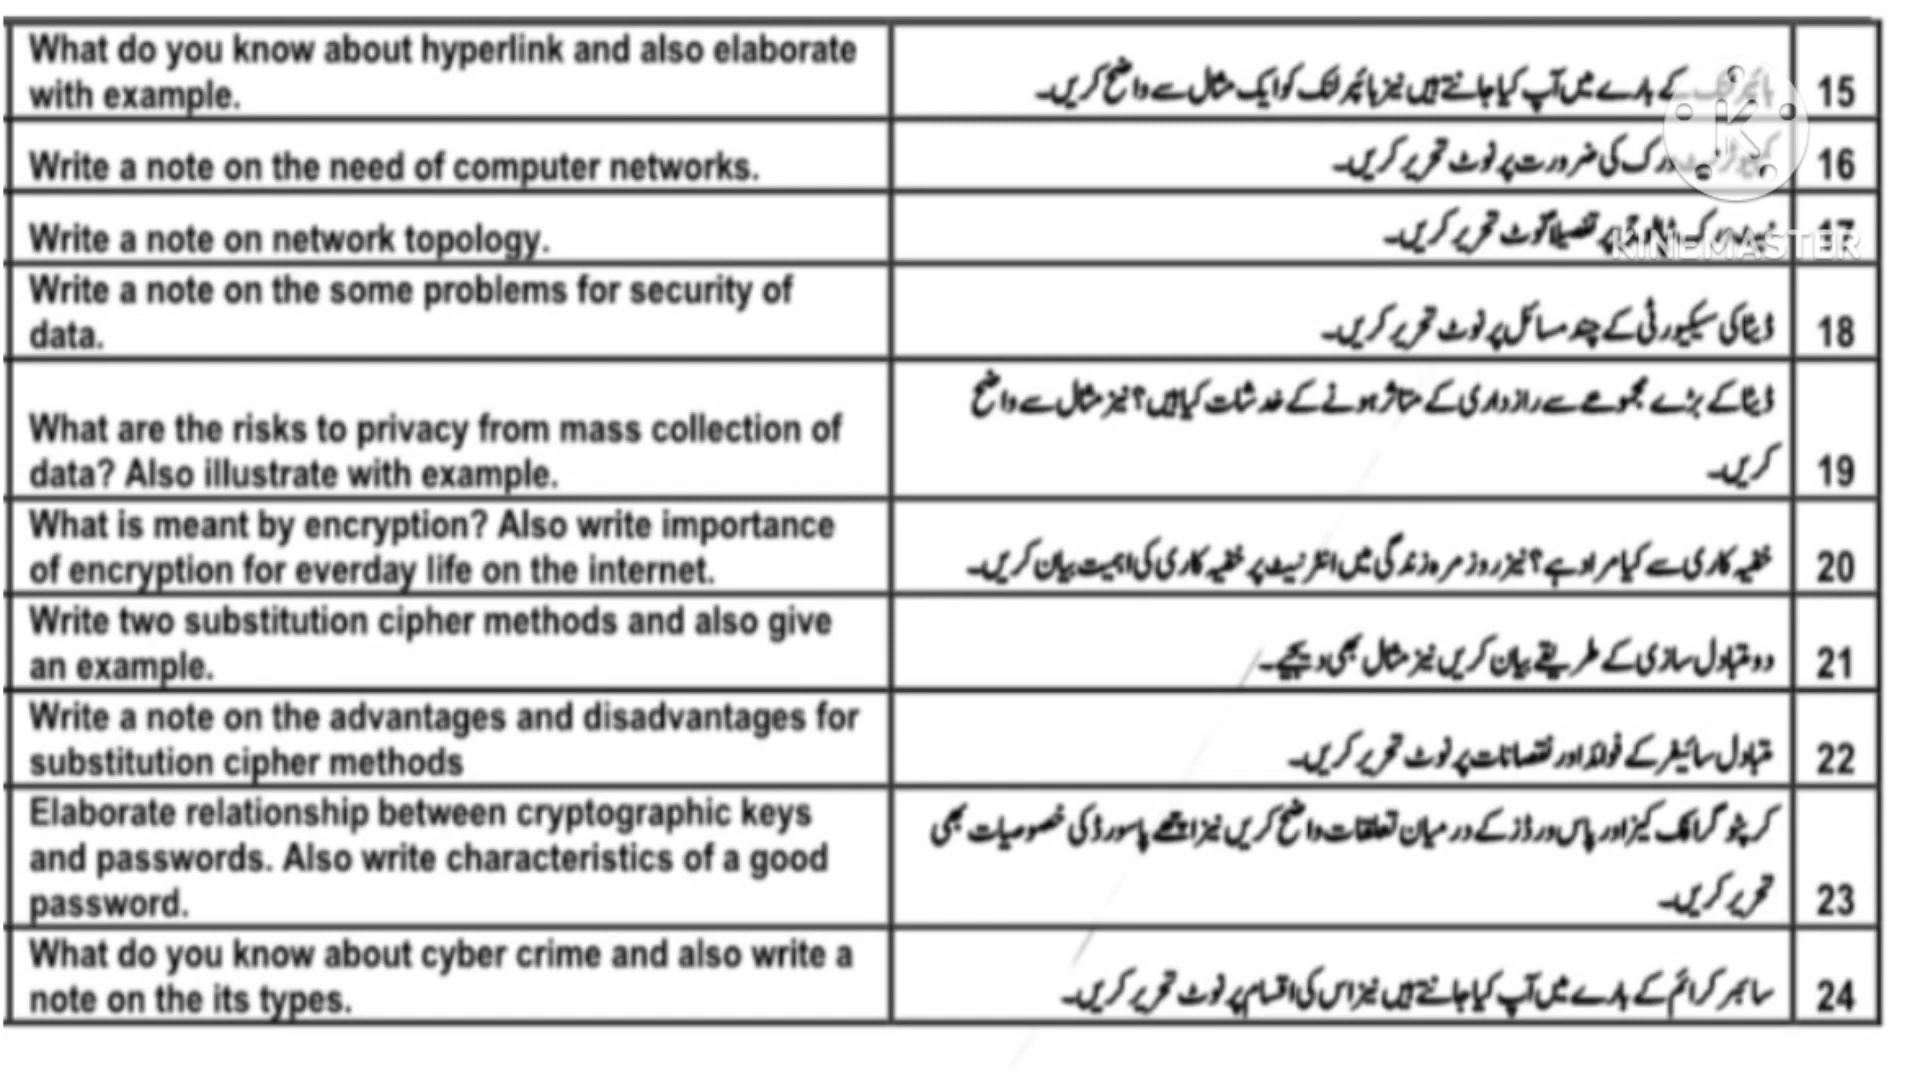 What do you know about hyperlink and also elaborate
with example.
کے بارے میں آپ کیا جانتے ہیں نیز ہائپر لنک کو ایک مثال سے واضح کریں۔
15
Write a note on the need of computer networks.
ورک کی ضرورت پر نوٹ تحریر کریں۔
16
Write a note on network topology.
پر تفصیلاً نوٹ تحریر کریں۔
17
KINEMASTER
Write a note on the some problems for security of
data.
ڈیٹا کی سیکیورٹی کے چند مسائل پر نوٹ تحریر کریں۔
18
What are the risks to privacy from mass collection of
data? Also illustrate with example.
ڈیٹا کے بڑے مجموعے سے رازداری کے متاثر ہونے کے خدشات کیا ہیں؟ نیز مثال سے واضح
کریں۔
19
What is meant by encryption? Also write importance
of encryption for everday life on the internet.
خفیہ کاری سے کیا مراد ہے؟ نیز روز مرہ زندگی میں انٹرنیٹ پر خفیہ کاری کی اہمیت بیان کریں۔
20
Write two substitution cipher methods and also give
an example.
دو متبادل سازی کے طریقے بیان کریں نیز مثال بھی دیجیے۔
21
Write a note on the advantages and disadvantages for
substitution cipher methods
متبادل سائیفر کے فوائد اور نقصانات پر نوٹ تحریر کریں۔
22
Elaborate relationship between cryptographic keys
and passwords. Also write characteristics of a good
password.
کرپٹو گرافک کیز اور پاس ورڈز کے درمیان تعلقات واضح کریں نیز اچھے پاسورڈ کی خصوصیات بھی
تحریر کریں۔
23
What do you know about cyber crime and also write a
note on the its types.
سائبر کرائم کے بارے میں آپ کیا جانتے ہیں نیز اس کی اقسام پر نوٹ تحریر کریں۔
24